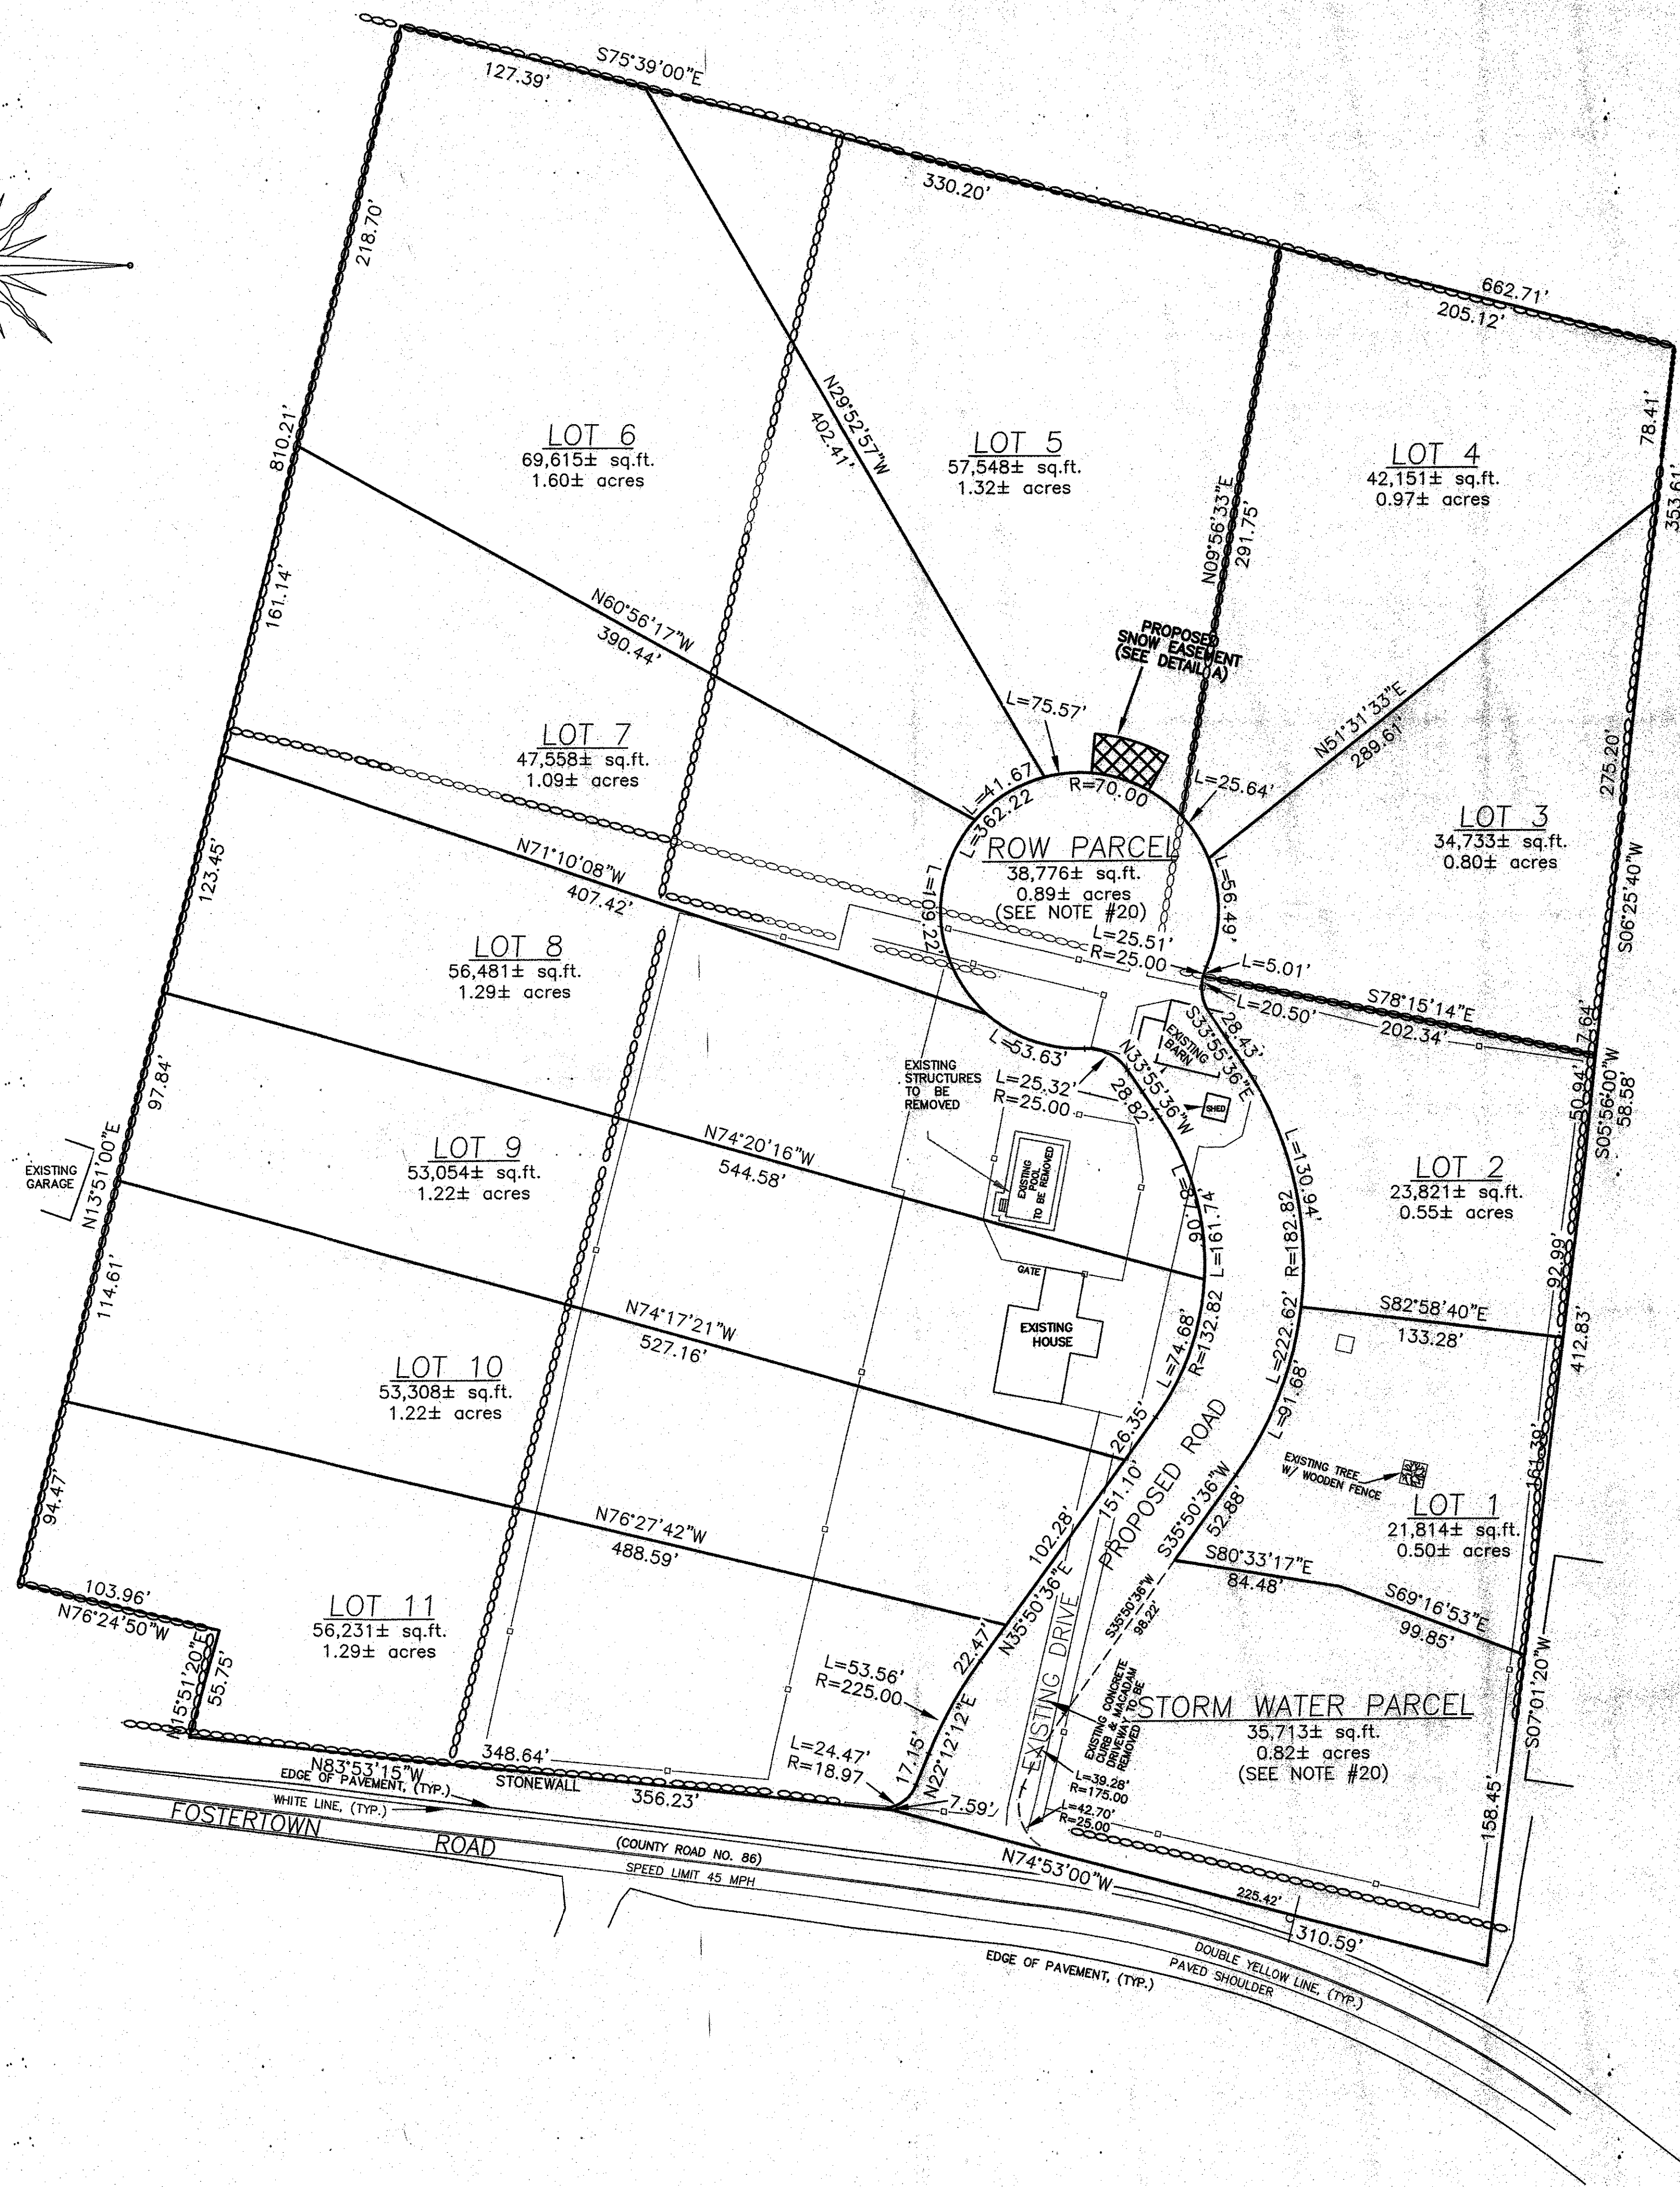 S75°39'00"E
127.39'
330.20'
662.71'
205.12'
218.70'
810.21'
78.41'
353.61'
LOT 6
69,615± sq.ft.
1.60± acres
N29°52'57"W
402.41'
LOT 5
57,548± sq.ft.
1.32± acres
N09°56'33"E
291.75'
LOT 4
42,151± sq.ft.
0.97± acres
161.14'
N60°56'17"W
390.44'
PROPOSED
SNOW EASEMENT
(SEE DETAIL A)
N51°31'33"E
289.61'
275.20'
S06°25'40"W
LOT 7
47,558± sq.ft.
1.09± acres
L=75.57'
L=41.67
L=362.22
R=70.00
L=25.64'
LOT 3
34,733± sq.ft.
0.80± acres
ROW PARCEL
38,776± sq.ft.
0.89± acres
(SEE NOTE #20)
L=109.22'
L=56.49'
123.45'
N71°10'08"W
407.42'
L=25.51'
R=25.00
L=5.01'
L=20.50'
S78°15'14"E
202.34'
7.64'
LOT 8
56,481± sq.ft.
1.29± acres
L=53.63'
EXISTING
BARN
S33°55'36"E
28.43'
50.94'
S05°56'00"W
58.58'
EXISTING
STRUCTURES
TO BE
REMOVED
L=25.32'
R=25.00
N33°55'36"W
28.82'
SHED
97.84'
EXISTING
GARAGE
N13°51'00"E
LOT 9
53,054± sq.ft.
1.22± acres
N74°20'16"W
544.58'
EXISTING
POOL
TO BE REMOVED
L=87.06'
L=161.74
R=132.82
L=130.94'
R=182.82
L=222.62'
LOT 2
23,821± sq.ft.
0.55± acres
92.99'
412.83'
GATE
114.61'
N74°17'21"W
527.16'
EXISTING
HOUSE
L=74.68'
S82°58'40"E
133.28'
L=91.68'
LOT 10
53,308± sq.ft.
1.22± acres
26.35'
151.10'
PROPOSED ROAD
EXISTING TREE
W/ WOODEN FENCE
161.39'
LOT 1
21,814± sq.ft.
0.50± acres
94.47'
N76°27'42"W
488.59'
102.28'
N35°50'36"E
S35°50'36"W
52.88'
S80°33'17"E
84.48'
S69°16'53"E
99.85'
103.96'
N76°24'50"W
N15°51'20"E
55.75'
LOT 11
56,231± sq.ft.
1.29± acres
22.47'
L=53.56'
R=225.00
S35°50'36"W
98.22'
EXISTING DRIVE
EXISTING CONCRETE
CURB & MACADAM
DRIVEWAY TO BE
REMOVED
STORM WATER PARCEL
35,713± sq.ft.
0.82± acres
(SEE NOTE #20)
S07°01'20"W
158.45'
L=24.47'
R=18.97
17.15'
N22°12'12"E
L=39.28'
R=175.00
L=42.70'
R=25.00
7.59'
348.64'
N83°53'15"W
STONEWALL
356.23'
EDGE OF PAVEMENT, (TYP.)
WHITE LINE, (TYP.)
FOSTERTOWN ROAD
(COUNTY ROAD NO. 86)
SPEED LIMIT 45 MPH
N74°53'00"W
225.42'
310.59'
DOUBLE YELLOW LINE, (TYP.)
PAVED SHOULDER
EDGE OF PAVEMENT, (TYP.)